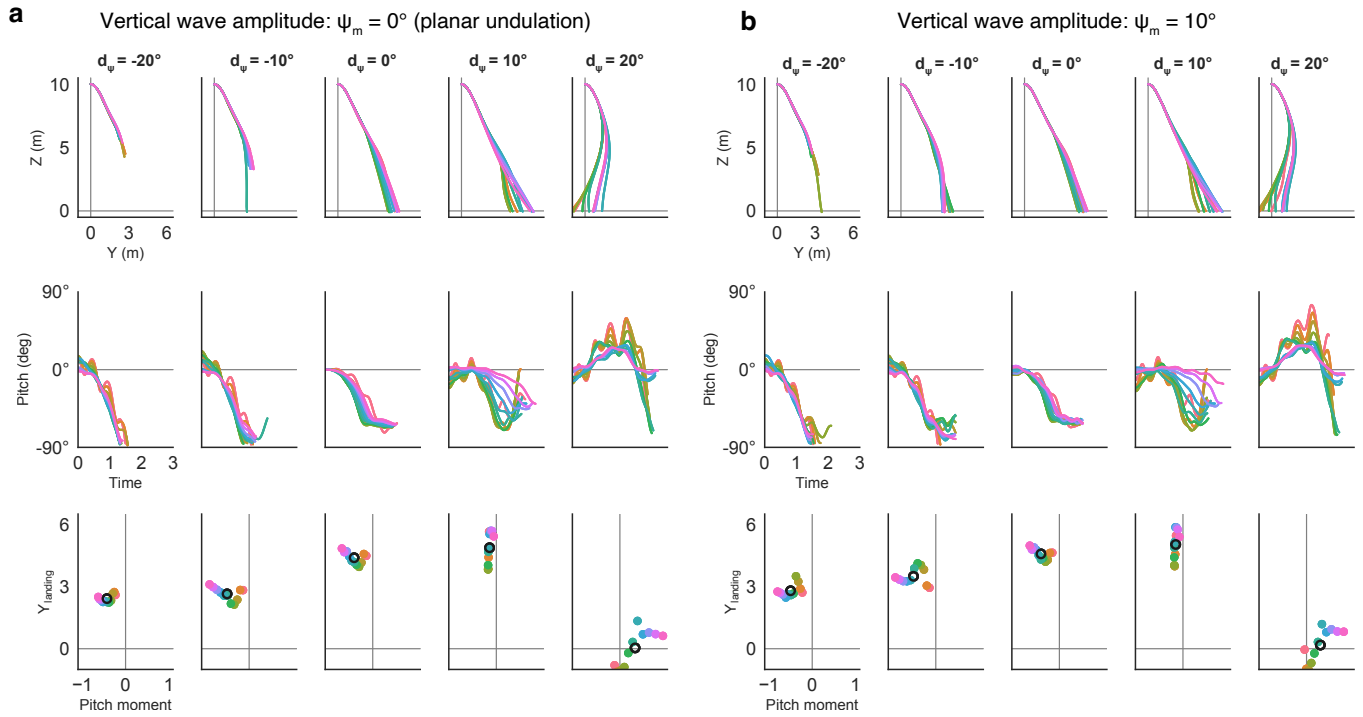 a
Vertical wave amplitude: ψm = 0° (planar undulation)
dψ = -20°
dψ = -10°
dψ = 0°
dψ = 10°
dψ = 20°
Z (m)
10
5
0
0 3 6
Y (m)
Pitch (deg)
90°
0°
-90°
0 1 2 3
Time
Ylanding
6
3
0
−1 0 1
Pitch moment
b
Vertical wave amplitude: ψm = 10°
dψ = -20°
dψ = -10°
dψ = 0°
dψ = 10°
dψ = 20°
Z (m)
10
5
0
0 3 6
Y (m)
Pitch (deg)
90°
0°
-90°
0 1 2 3
Time
Ylanding
6
3
0
−1 0 1
Pitch moment